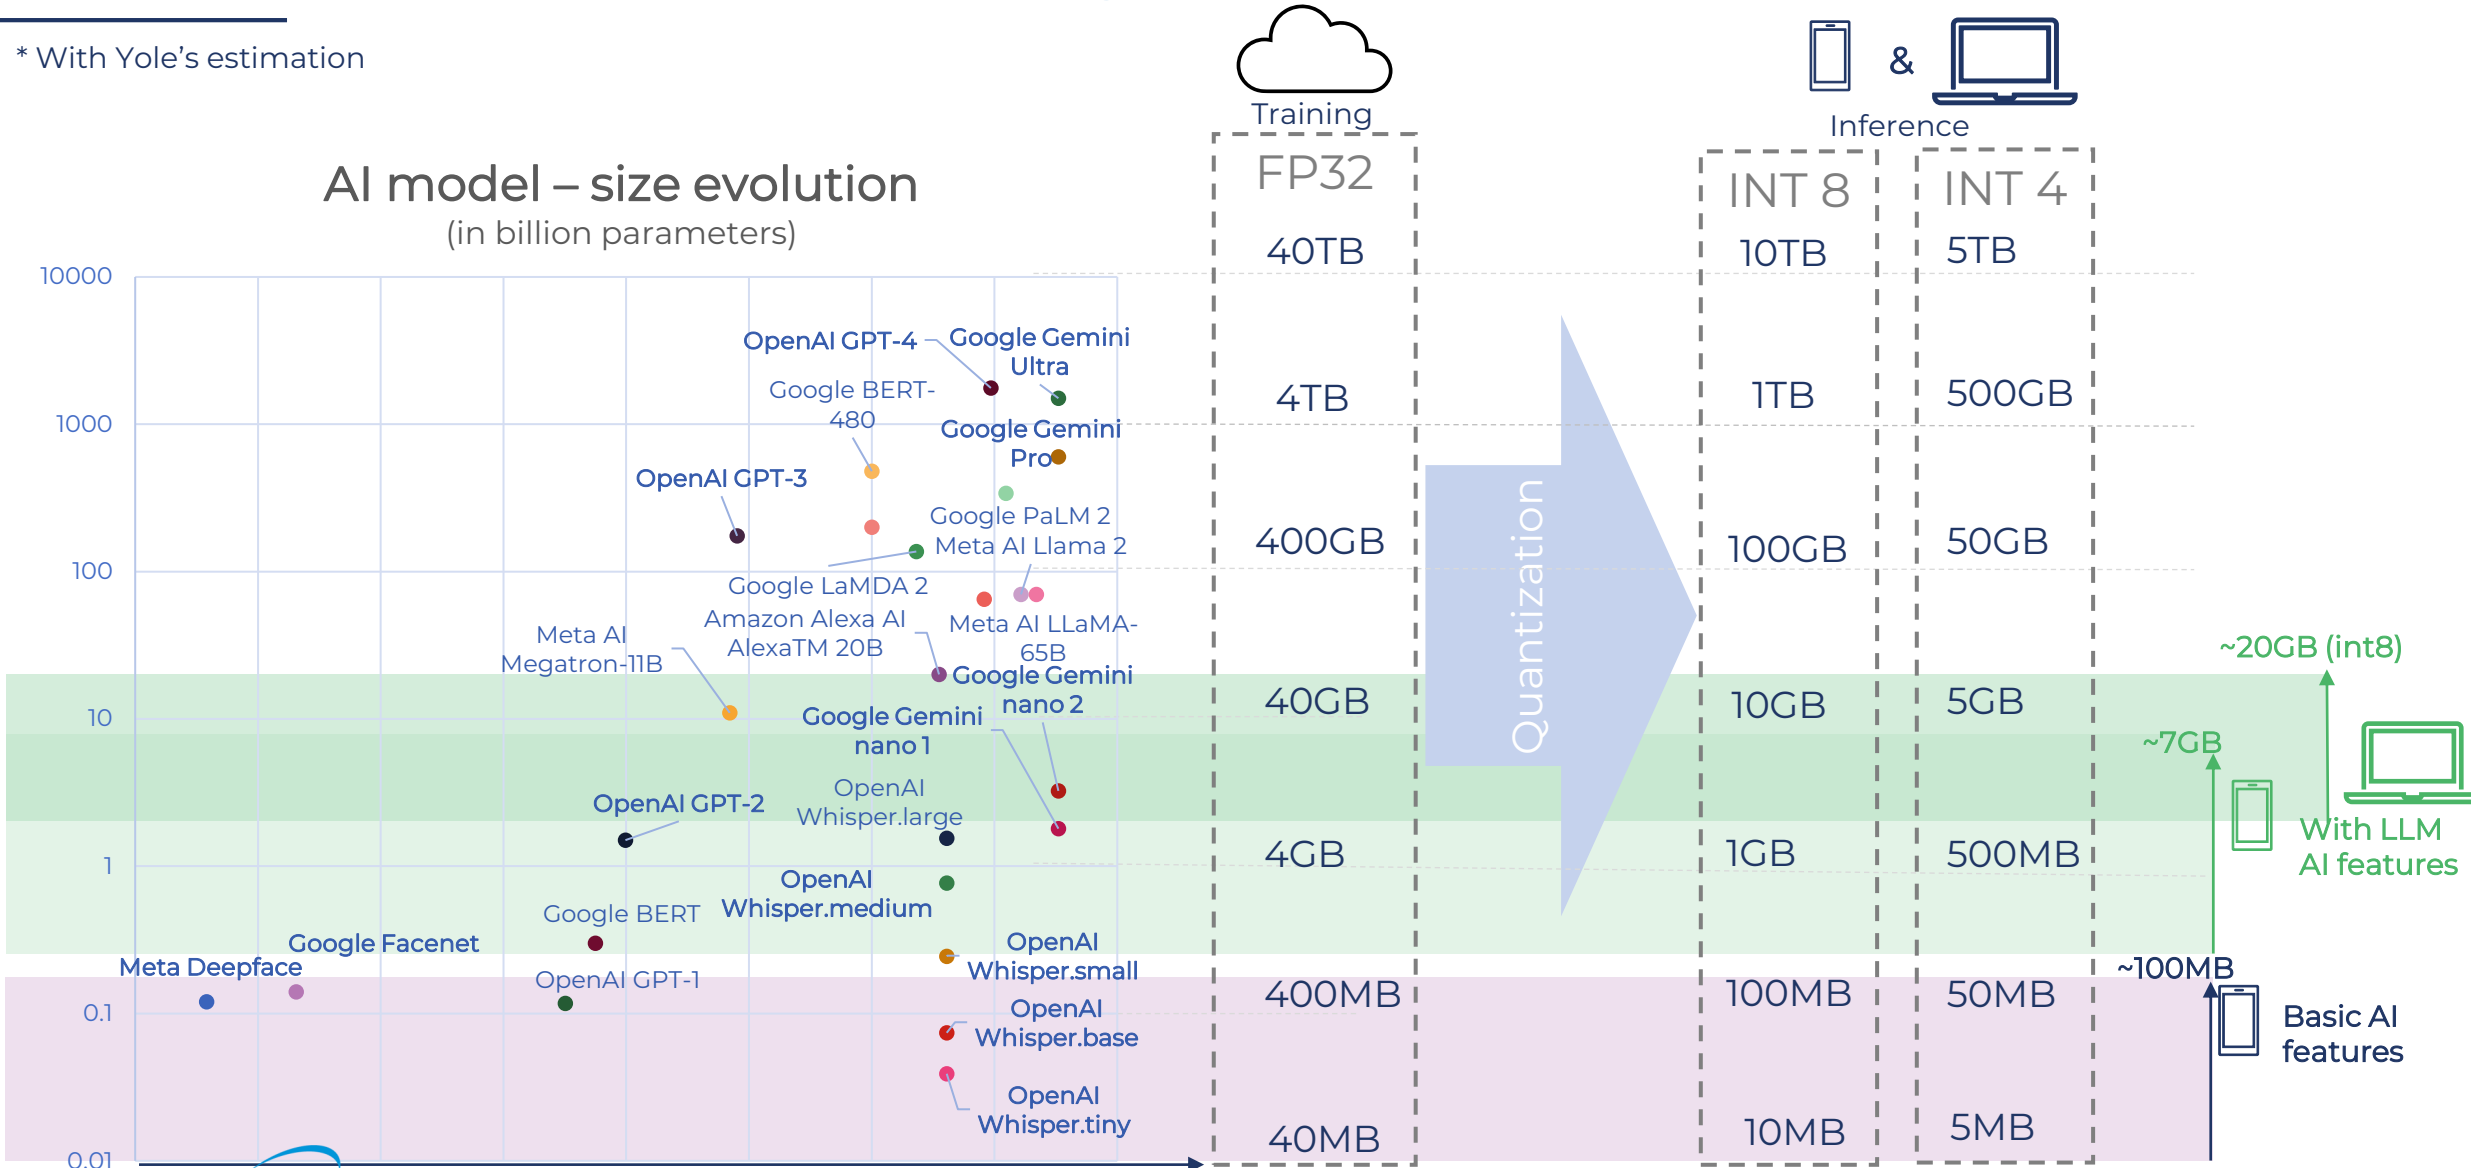 * With Yole's estimation
&
Training
Inference
AI model – size evolution
(in billion parameters)
FP32
INT 8
INT 4
40TB
10TB
5TB
10000
OpenAI GPT-4
Google Gemini
Ultra
Google BERT-
480
4TB
1TB
500GB
1000
Google Gemini
Pro
OpenAI GPT-3
Google PaLM 2
Meta AI Llama 2
400GB
100GB
50GB
Quantization
100
Google LaMDA 2
Amazon Alexa AI
AlexaTM 20B
Meta AI LLaMA-
65B
Meta AI
Megatron-11B
~20GB (int8)
Google Gemini
nano 2
40GB
10GB
5GB
10
Google Gemini
nano 1
~7GB
OpenAI
Whisper.large
OpenAI GPT-2
With LLM
AI features
4GB
1GB
500MB
1
OpenAI
Whisper.medium
Google BERT
Google Facenet
Meta Deepface
OpenAI
Whisper.small
~100MB
OpenAI GPT-1
400MB
100MB
50MB
0.1
OpenAI
Whisper.base
Basic AI
features
OpenAI
Whisper.tiny
40MB
10MB
5MB
0.01